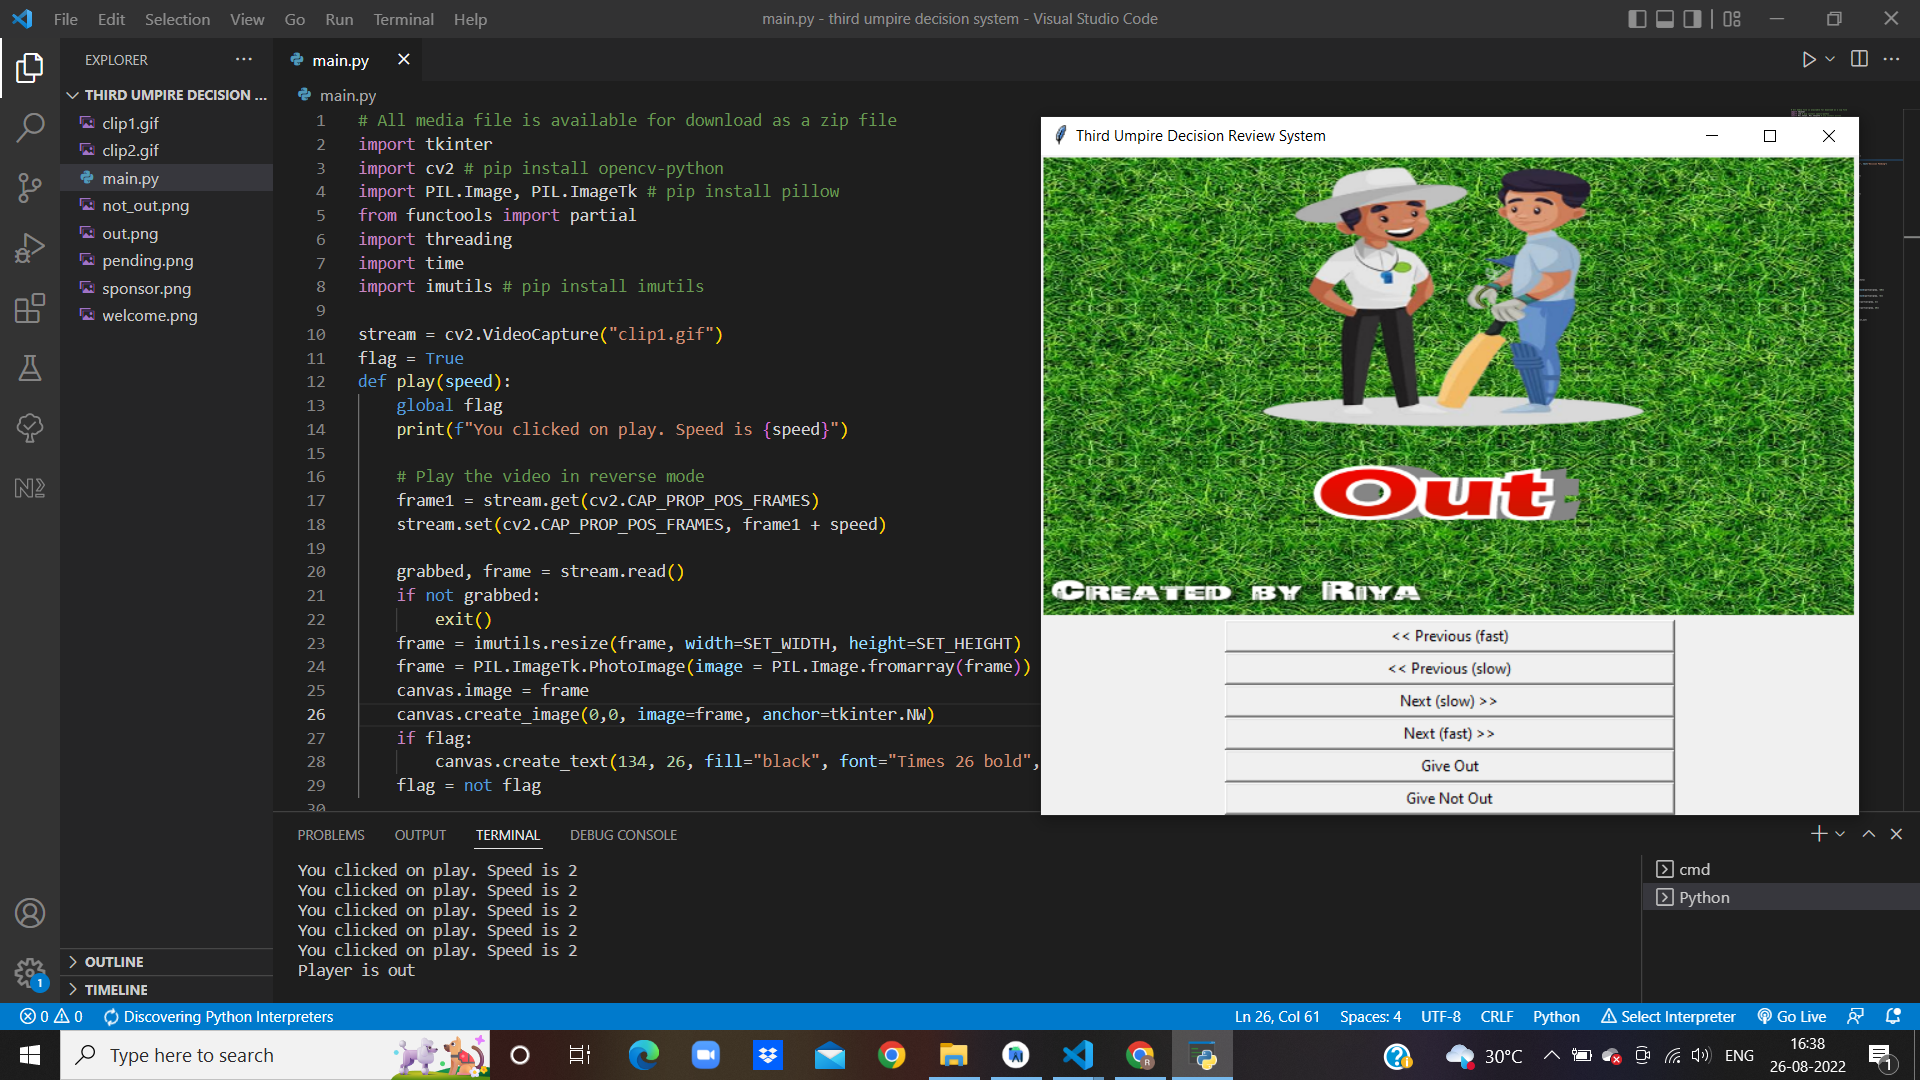 File Edit Selection View Go Run Terminal Help
main.py - third umpire decision system - Visual Studio Code
EXPLORER
THIRD UMPIRE DECISION ...
clip1.gif
clip2.gif
main.py
not_out.png
out.png
pending.png
sponsor.png
welcome.png
OUTLINE
TIMELINE
main.py
main.py
1 # All media file is available for download as a zip file
2 import tkinter
3 import cv2 # pip install opencv-python
4 import PIL.Image, PIL.ImageTk # pip install pillow
5 from functools import partial
6 import threading
7 import time
8 import imutils # pip install imutils
9
10 stream = cv2.VideoCapture("clip1.gif")
11 flag = True
12 def play(speed):
13 global flag
14 print(f"You clicked on play. Speed is {speed}")
15
16 # Play the video in reverse mode
17 frame1 = stream.get(cv2.CAP_PROP_POS_FRAMES)
18 stream.set(cv2.CAP_PROP_POS_FRAMES, frame1 + speed)
19
20 grabbed, frame = stream.read()
21 if not grabbed:
22 exit()
23 frame = imutils.resize(frame, width=SET_WIDTH, height=SET_HEIGHT)
24 frame = PIL.ImageTk.PhotoImage(image = PIL.Image.fromarray(frame))
25 canvas.image = frame
26 canvas.create_image(0,0, image=frame, anchor=tkinter.NW)
27 if flag:
28 canvas.create_text(134, 26, fill="black", font="Times 26 bold",
29 flag = not flag
30
Third Umpire Decision Review System
Out
CREATED BY RIYA
<< Previous (fast)
<< Previous (slow)
Next (slow) >>
Next (fast) >>
Give Out
Give Not Out
PROBLEMS OUTPUT TERMINAL DEBUG CONSOLE
You clicked on play. Speed is 2
You clicked on play. Speed is 2
You clicked on play. Speed is 2
You clicked on play. Speed is 2
You clicked on play. Speed is 2
Player is out
cmd
Python
1
0 0 Discovering Python Interpreters
Ln 26, Col 61 Spaces: 4 UTF-8 CRLF Python Select Interpreter Go Live
Type here to search
30°C
ENG
16:38
26-08-2022
1